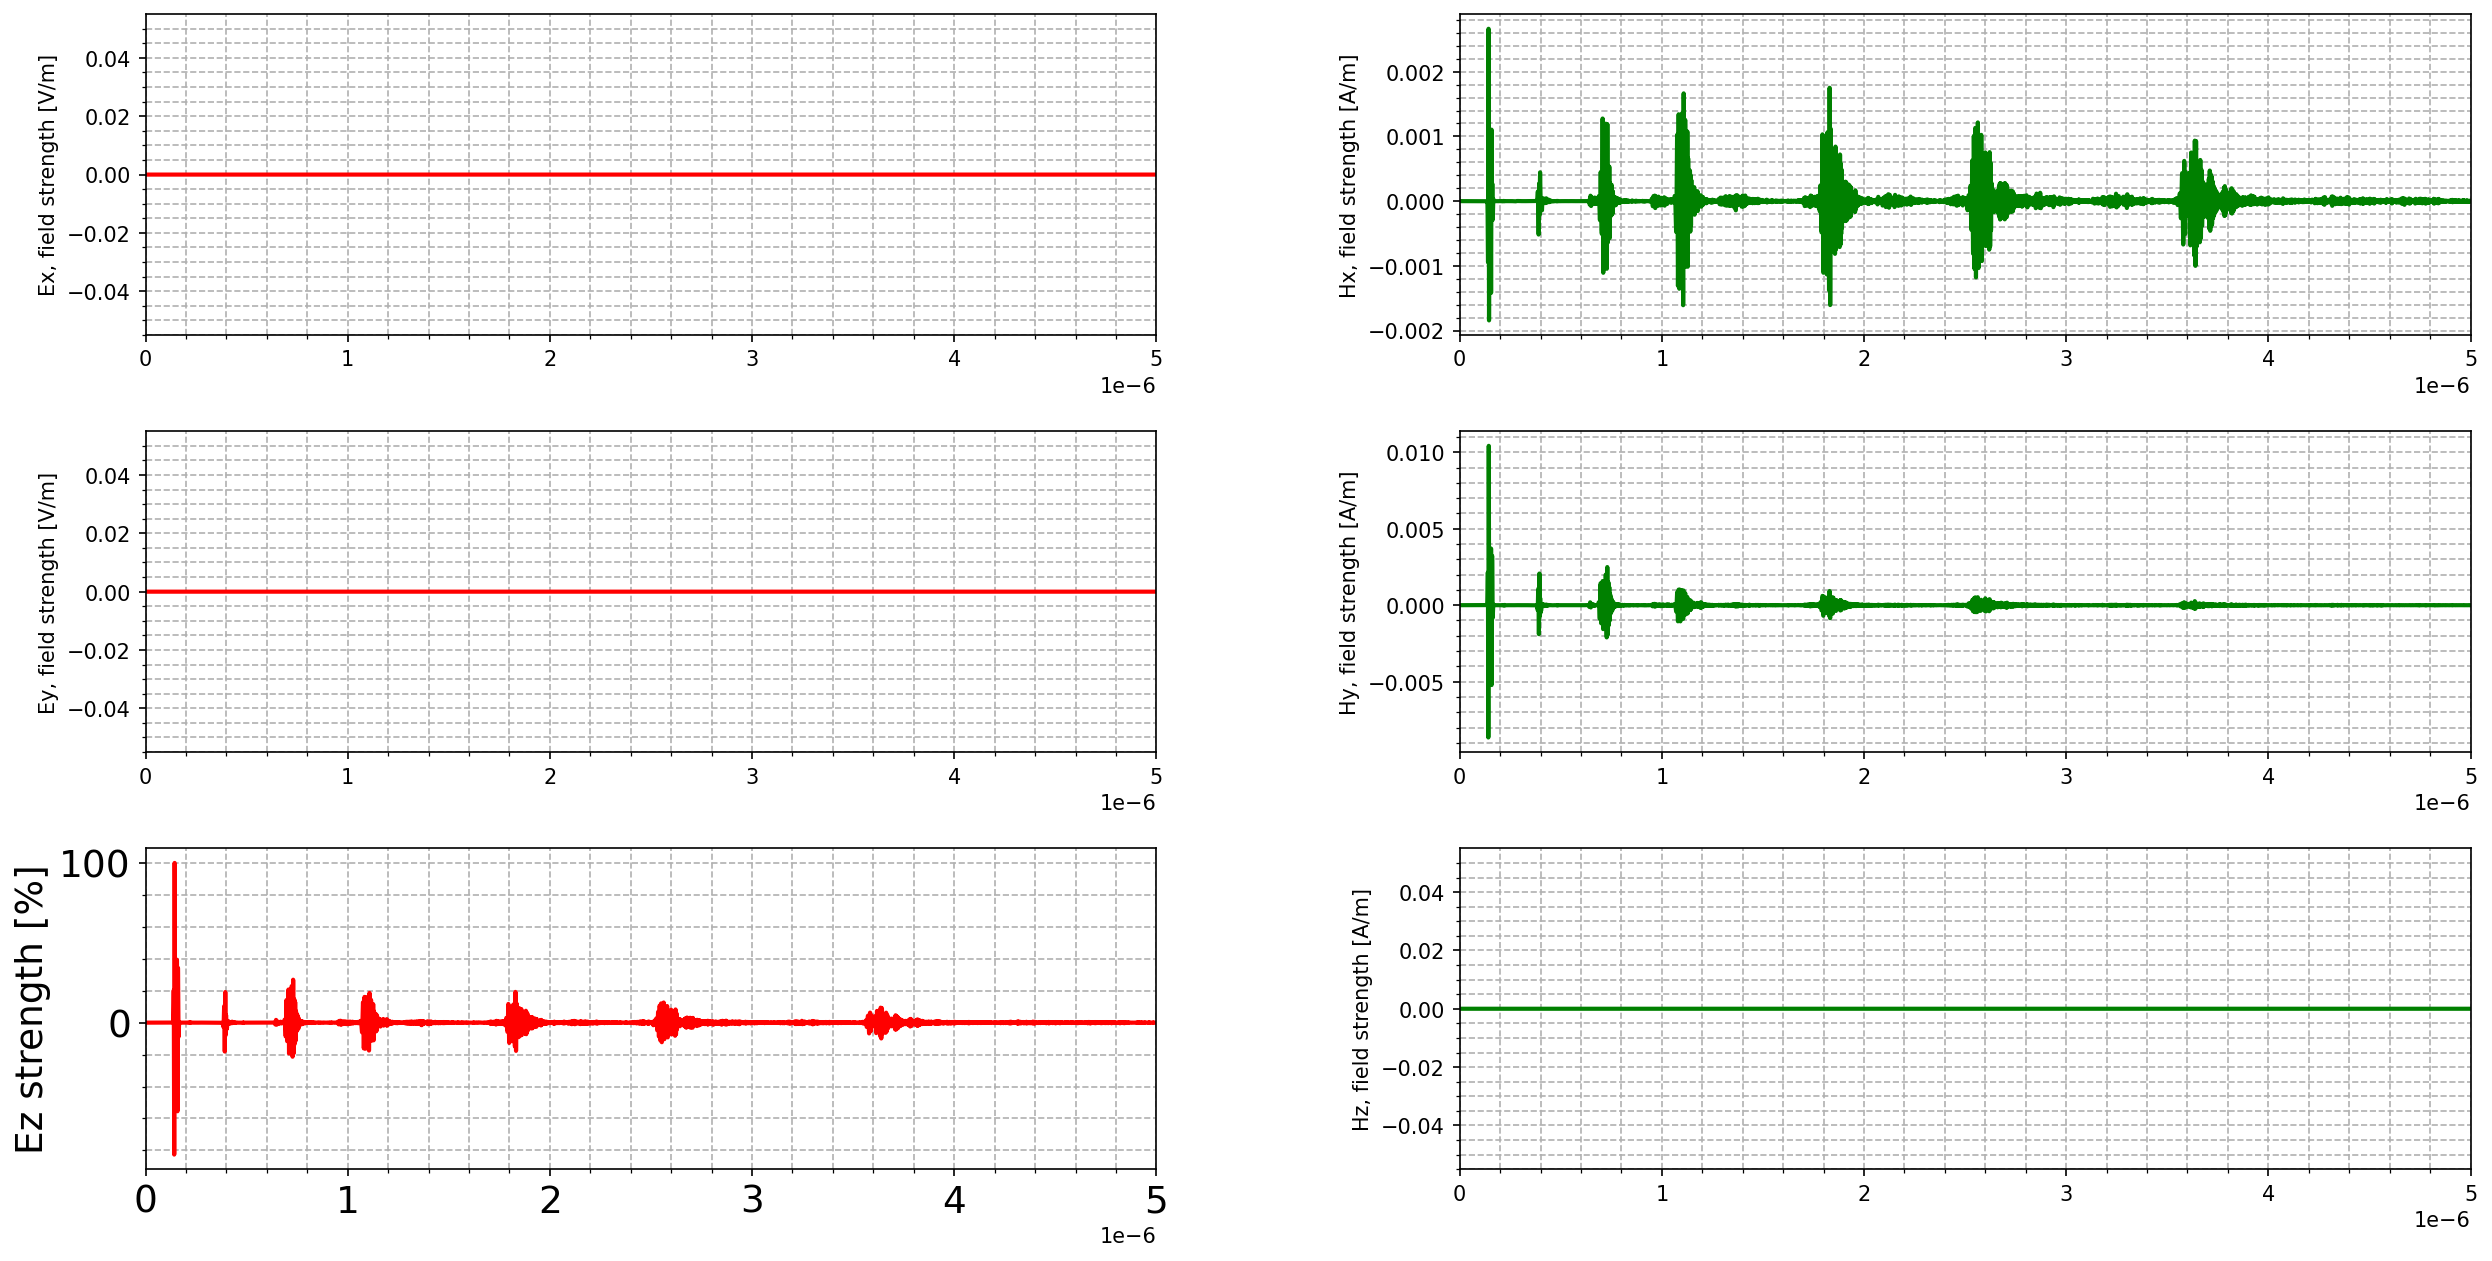 Ex, field strength [V/m]
0.04
0.02
0.00
−0.02
−0.04
0 1 2 3 4 5
1e−6
Hx, field strength [A/m]
0.002
0.001
0.000
−0.001
−0.002
0 1 2 3 4 5
1e−6
Ey, field strength [V/m]
0.04
0.02
0.00
−0.02
−0.04
0 1 2 3 4 5
1e−6
Hy, field strength [A/m]
0.010
0.005
0.000
−0.005
0 1 2 3 4 5
1e−6
Ez strength [%]
100
0
0 1 2 3 4 5
1e−6
Hz, field strength [A/m]
0.04
0.02
0.00
−0.02
−0.04
0 1 2 3 4 5
1e−6